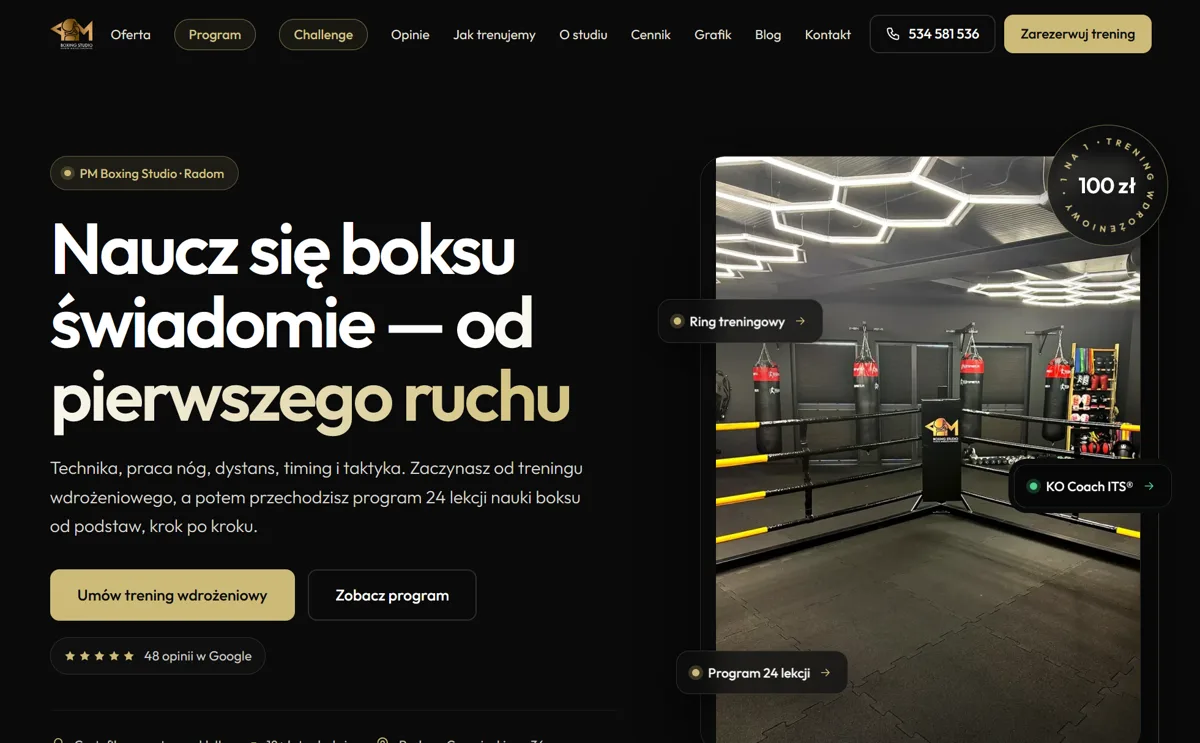 BOXING STUDIO
Oferta
Program
Challenge
Opinie
Jak trenujemy
O studiu
Cennik
Grafik
Blog
Kontakt
534 581 536
Zarezerwuj trening
PM Boxing Studio · Radom
Naucz się boksu
świadomie — od
pierwszego ruchu
Technika, praca nóg, dystans, timing i taktyka. Zaczynasz od treningu
wdrożeniowego, a potem przechodzisz program 24 lekcji nauki boksu
od podstaw, krok po kroku.
Umów trening wdrożeniowy
Zobacz program
48 opinii w Google
1 NA 1 · TRENING WDROŻENIOWY ·
100 zł
Ring treningowy
KO Coach ITS®
Program 24 lekcji